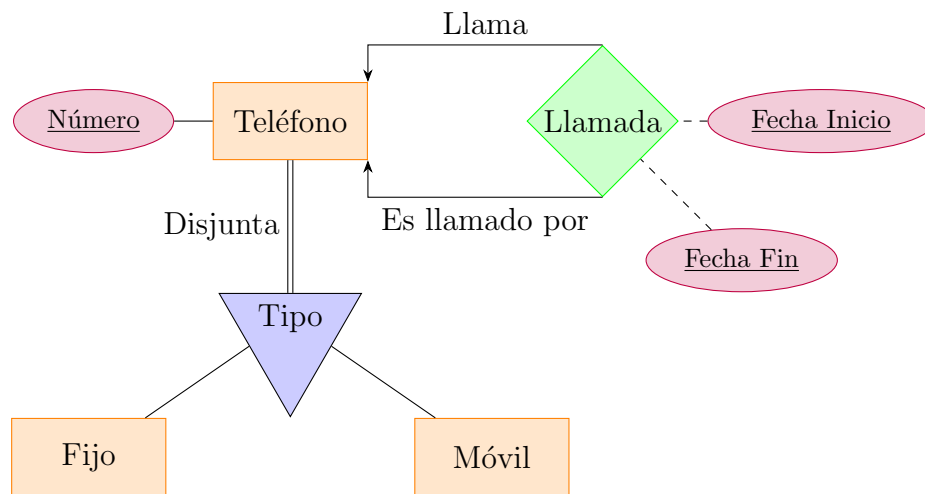 Llama
Número
Teléfono
Llamada
Fecha Inicio
Disjunta
Es llamado por
Fecha Fin
Tipo
Fijo
Móvil